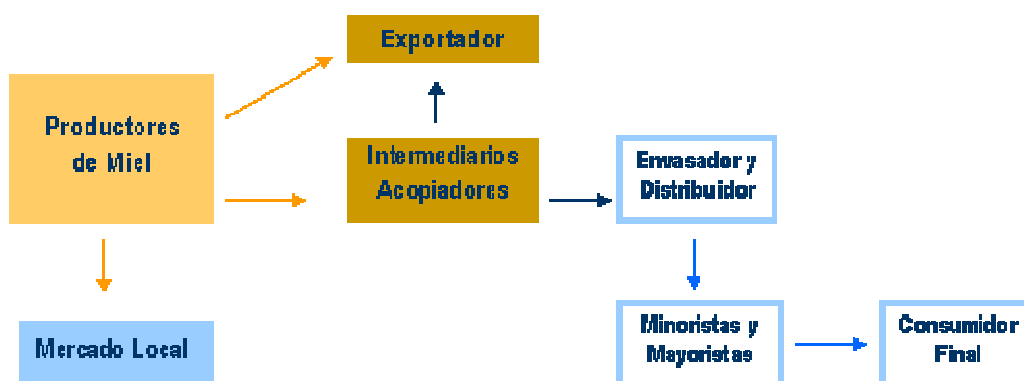 Exportador
Productores
de Miel
Intermediarios
Acopiadores
Envasador y
Distribuidor
Mercado Local
Minoristas y
Mayoristas
Consumidor
Final